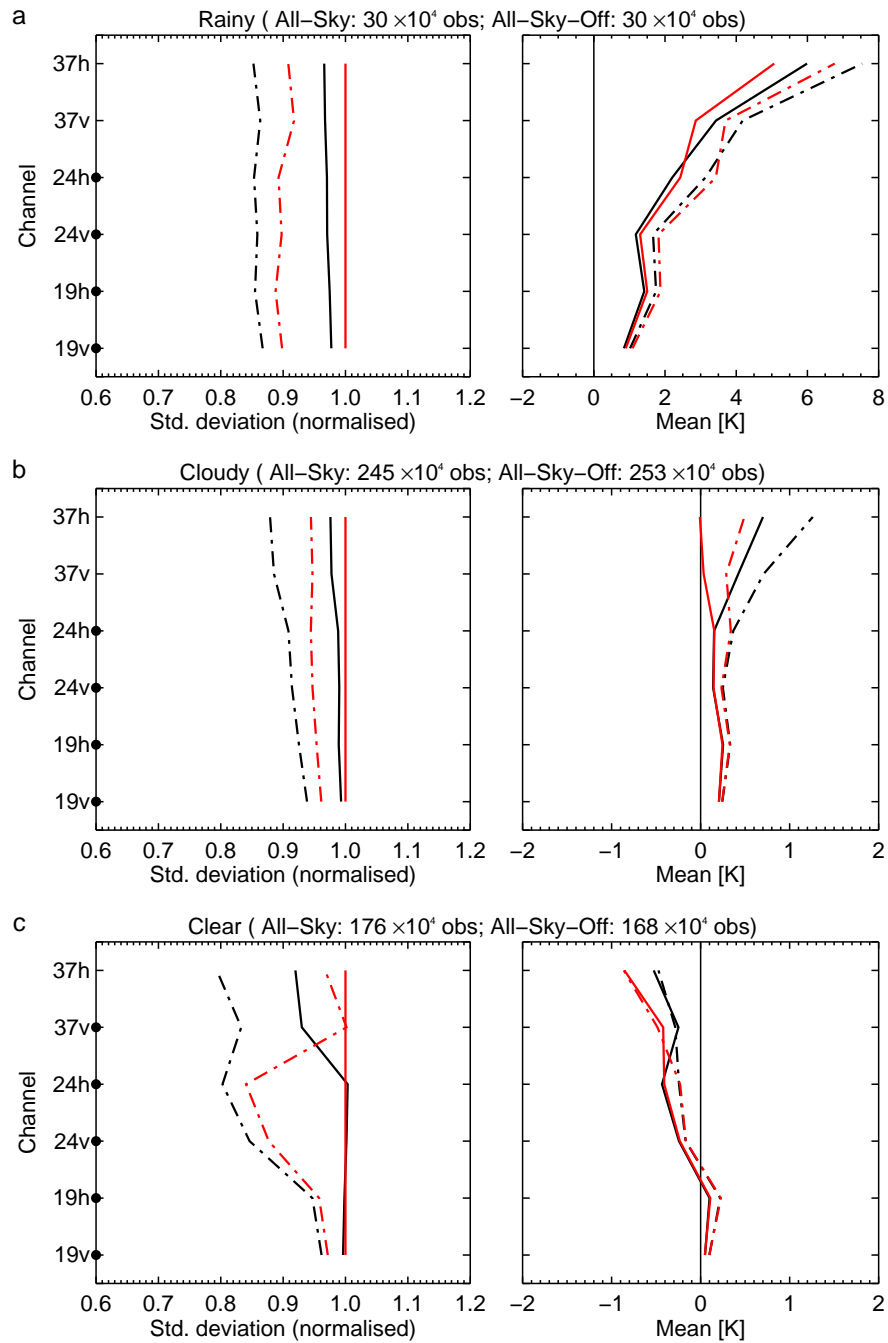 a
Rainy ( All−Sky: 30 ×10⁴ obs; All−Sky−Off: 30 ×10⁴ obs)
37h
37v
24h
24v
19h
19v
Channel
0.6 0.7 0.8 0.9 1.0 1.1 1.2
Std. deviation (normalised)
−2 0 2 4 6 8
Mean [K]
b
Cloudy ( All−Sky: 245 ×10⁴ obs; All−Sky−Off: 253 ×10⁴ obs)
37h
37v
24h
24v
19h
19v
Channel
0.6 0.7 0.8 0.9 1.0 1.1 1.2
Std. deviation (normalised)
−2 −1 0 1 2
Mean [K]
c
Clear ( All−Sky: 176 ×10⁴ obs; All−Sky−Off: 168 ×10⁴ obs)
37h
37v
24h
24v
19h
19v
Channel
0.6 0.7 0.8 0.9 1.0 1.1 1.2
Std. deviation (normalised)
−2 −1 0 1 2
Mean [K]